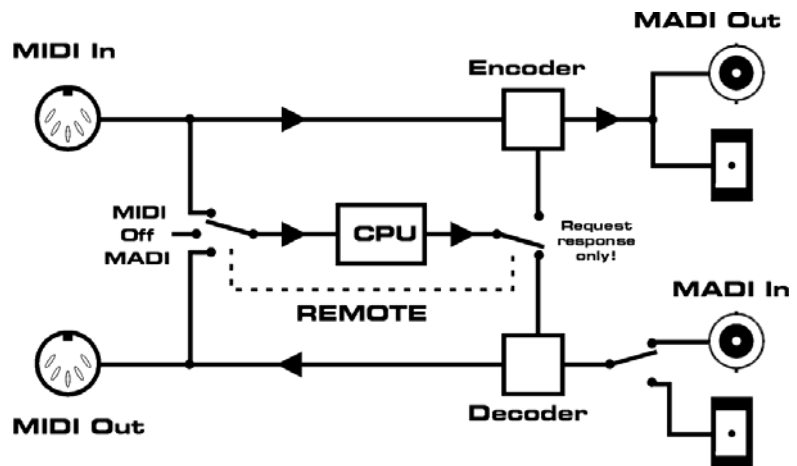 MADI Out
MIDI In
Encoder
MIDI
Off
MADI
CPU
Request
response
only!
REMOTE
MADI In
Decoder
MIDI Out